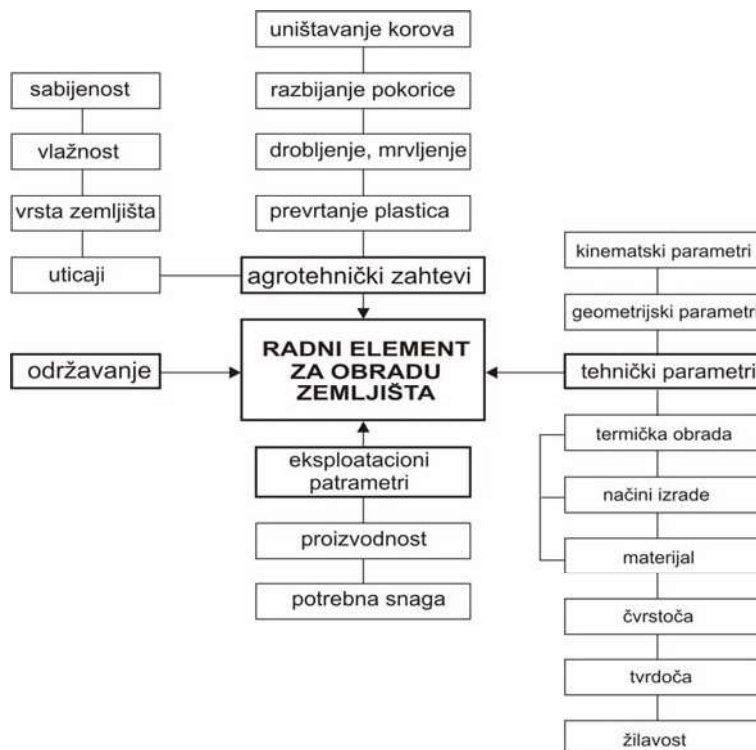 uništavanje korova
sabijenost
razbijanje pokorice
vlažnost
drobljenje, mrvljenje
vrsta zemljišta
prevrtanje plastica
uticaji
agrotehnički zahtevi
kinematski parametri
geometrijski parametri
održavanje
RADNI ELEMENT
ZA OBRADU
ZEMLJIŠTA
tehnički parametri
eksploatacioni
patrametri
proizvodnost
potrebna snaga
termička obrada
načini izrade
materijal
čvrstoča
tvrdoča
žilavost